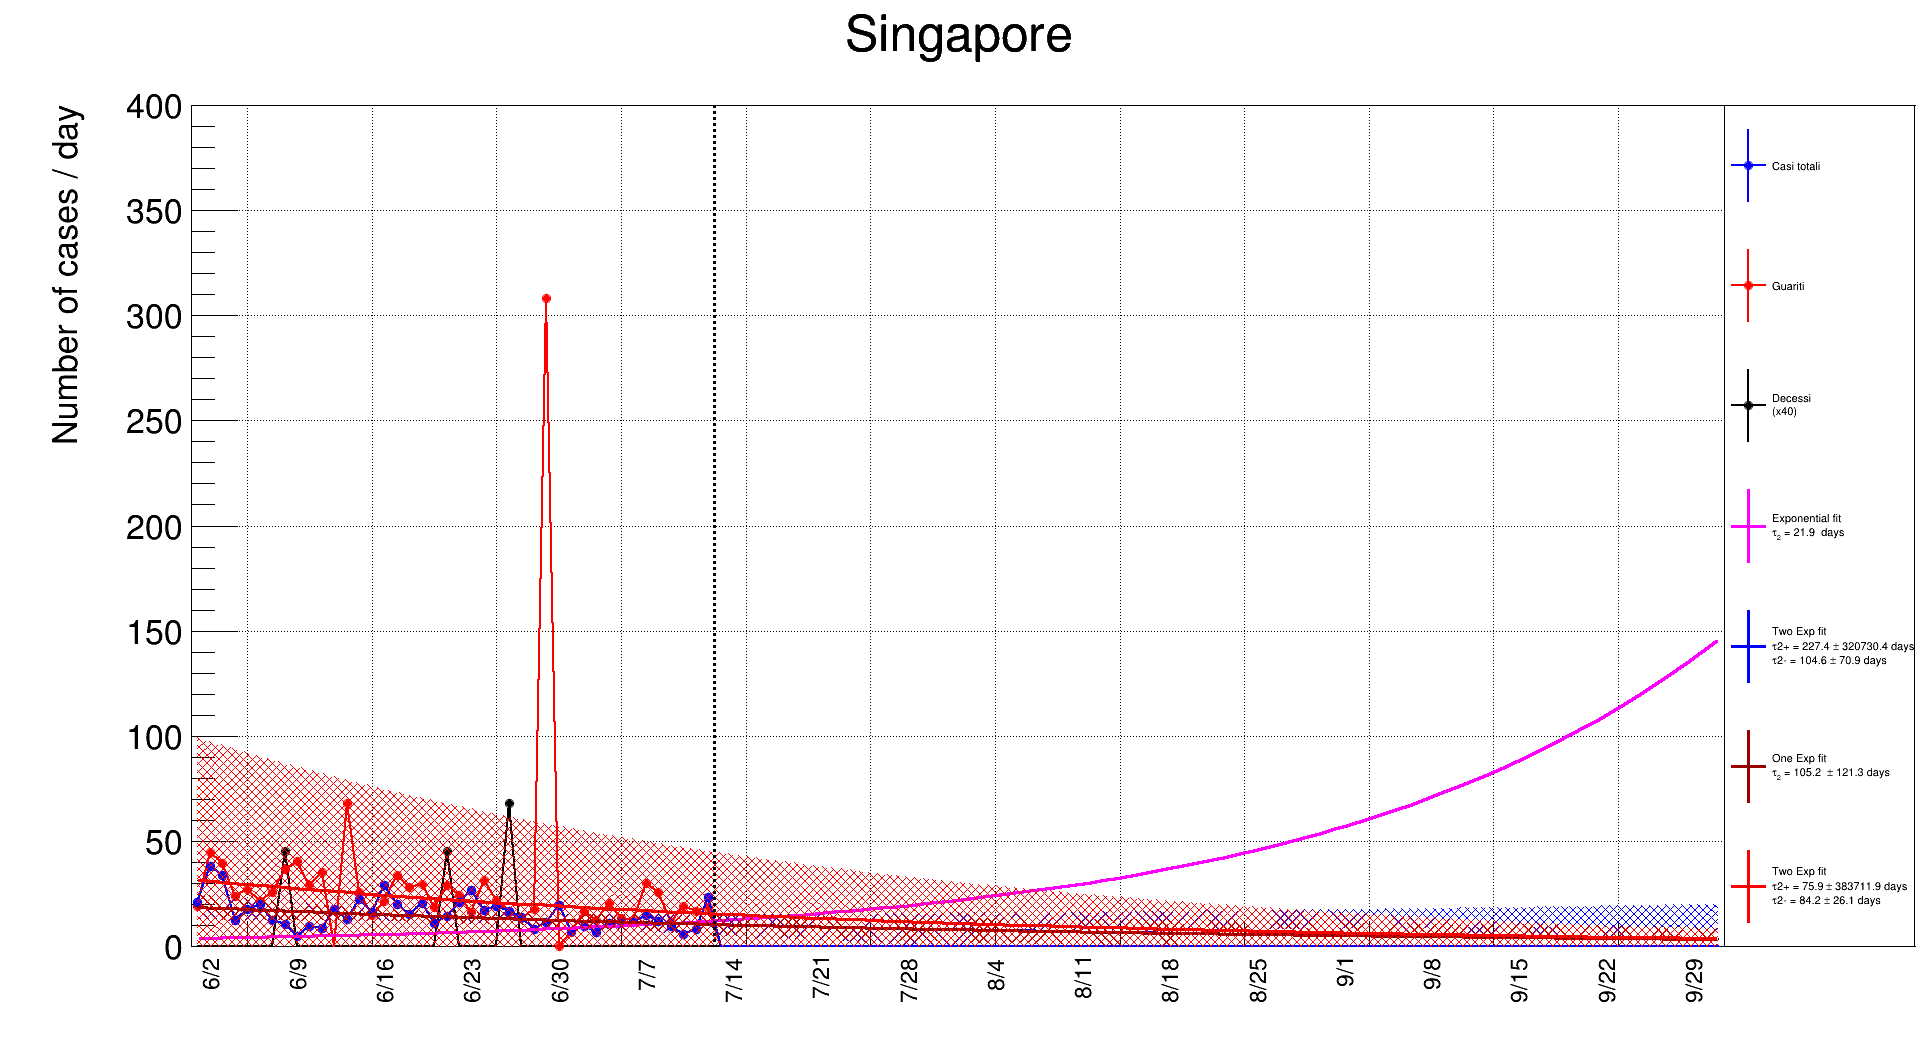 Singapore
Number of cases / day
400
350
300
250
200
150
100
50
0
6/2 6/9 6/16 6/23 6/30 7/7 7/14 7/21 7/28 8/4 8/11 8/18 8/25 9/1 9/8 9/15 9/22 9/29
Casi totali
Guariti
Decessi
(x40)
Exponential fit
τ2 = 21.9 days
Two Exp fit
τ2+ = 227.4 ± 320730.4 days
τ2- = 104.6 ± 70.9 days
One Exp fit
τ2 = 105.2 ± 121.3 days
Two Exp fit
τ2+ = 75.9 ± 383711.9 days
τ2- = 84.2 ± 26.1 days